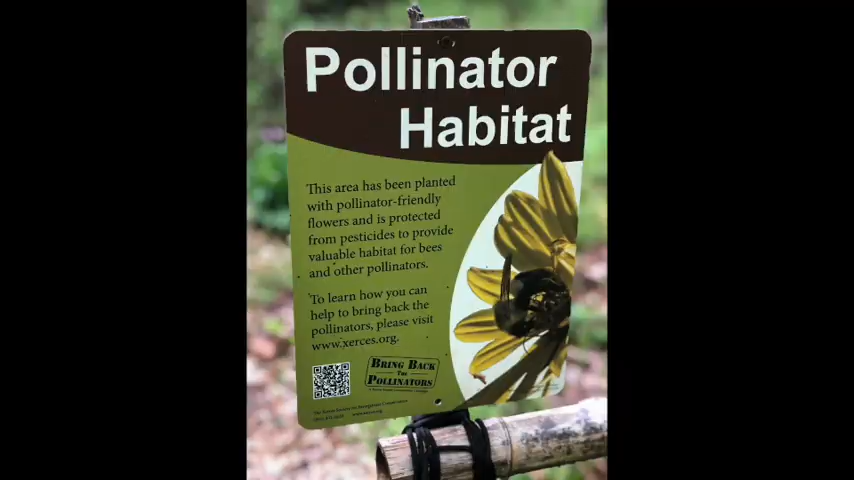 Pollinator
Habitat
This area has been planted
with pollinator-friendly
flowers and is protected
from pesticides to provide
valuable habitat for bees
and other pollinators.
To learn how you can
help to bring back the
pollinators, please visit
www.xerces.org.
BRING BACK
THE
POLLINATORS